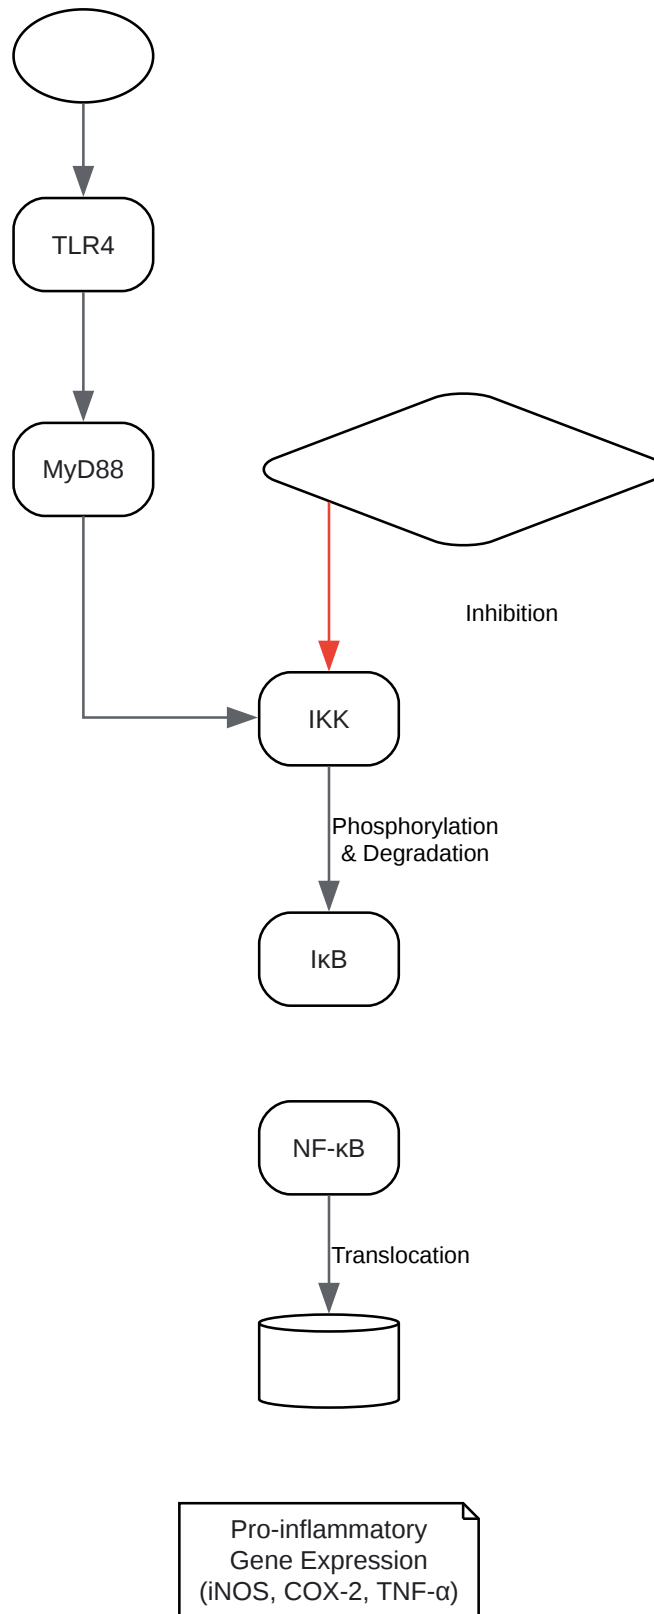 TLR4
MyD88
Inhibition
IKK
Phosphorylation
& Degradation
IκB
NF-κB
Translocation
Pro-inflammatory
Gene Expression
(iNOS, COX-2, TNF-α)